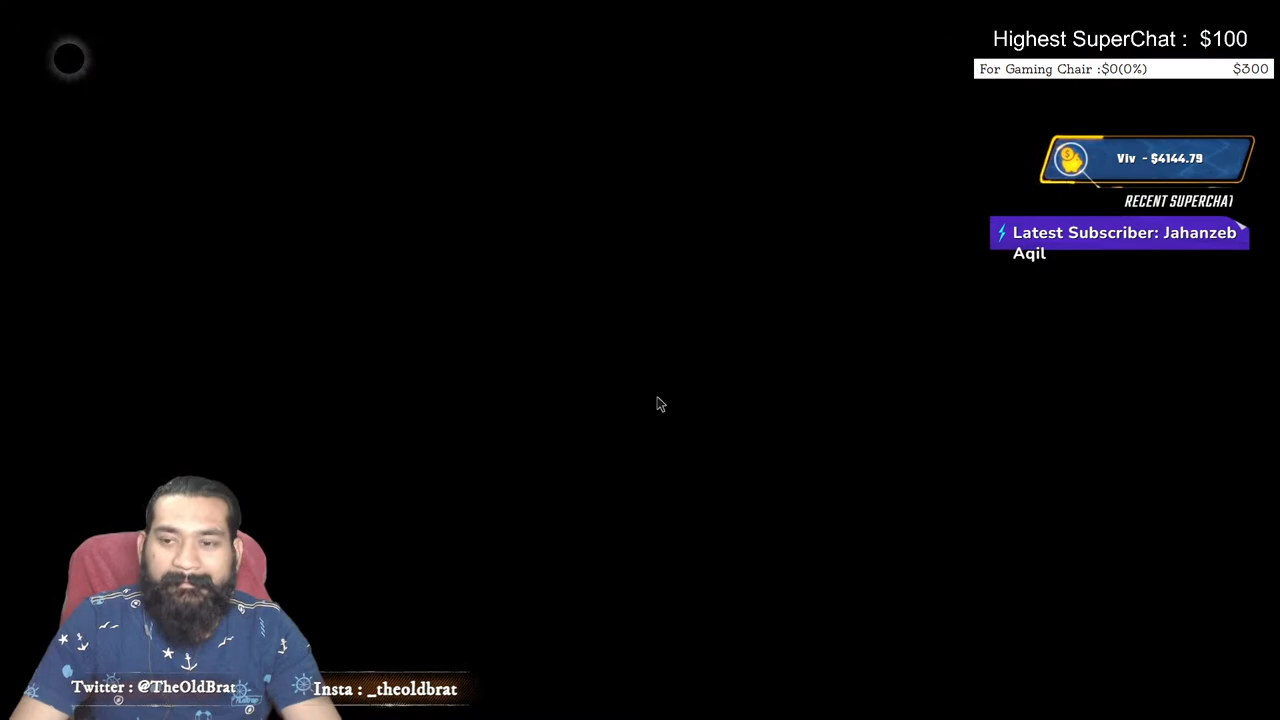 Highest SuperChat :  $100
For Gaming Chair :$0(0%) $300
Viv - $4144.79
RECENT SUPERCHAT
Latest Subscriber: Jahanzeb
Aqil
Twitter : @TheOldBrat
Insta : _theoldbrat